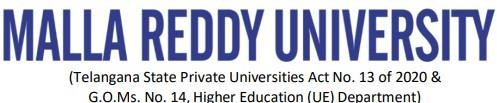 MALLA REDDY UNIVERSITY
(Telangana State Private Universities Act No. 13 of 2020 &
G.O.Ms. No. 14, Higher Education (UE) Department)